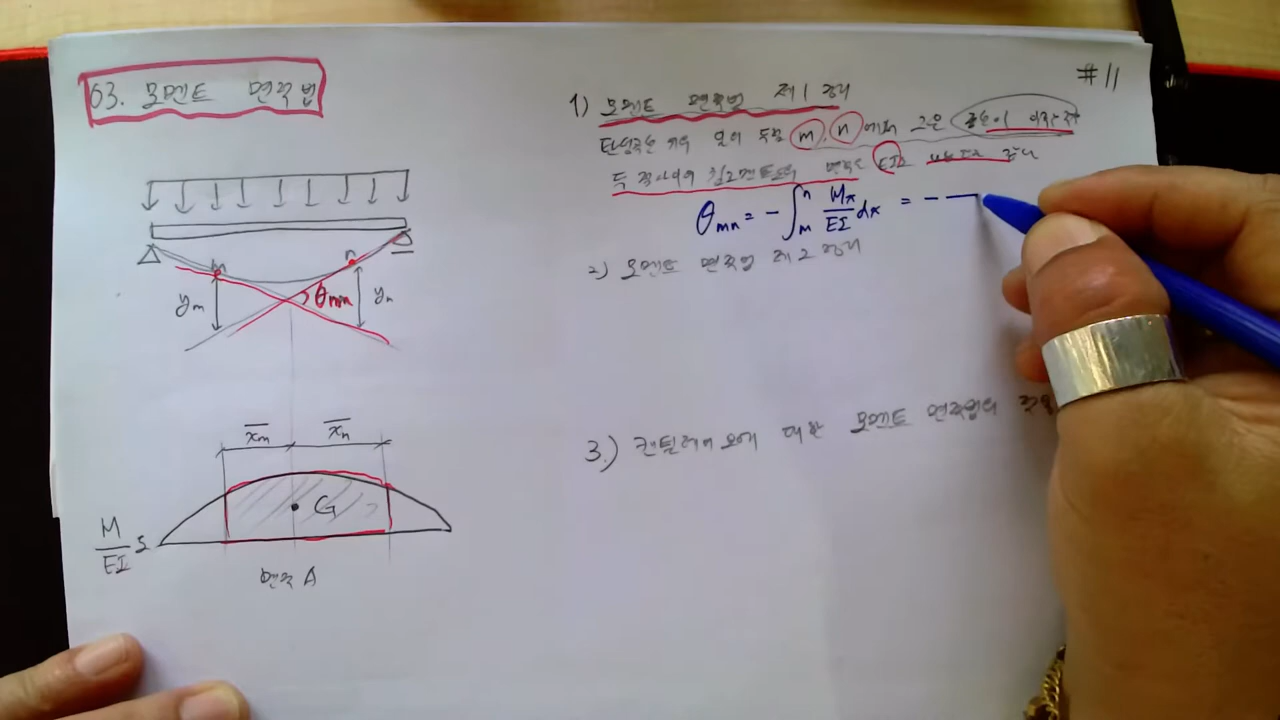 03. 모멘트 면적법
#11
1) 모멘트 면적법 제1정리
탄성곡선 위의 임의 두점 m, n 에서 그은 접선이 이루는각
두 점사이의 휨모멘트도의 면적을 EI로 나눈값과 같다
θmn = - ∫ₘⁿ Mx/EI dx = -
2) 모멘트 면적법 제2정리
3.) 캔틸레버보에 대한 모멘트 면적법의 적용
m
n
ym
θmn
yn
x̄m
x̄n
G
M/EI
면적 A